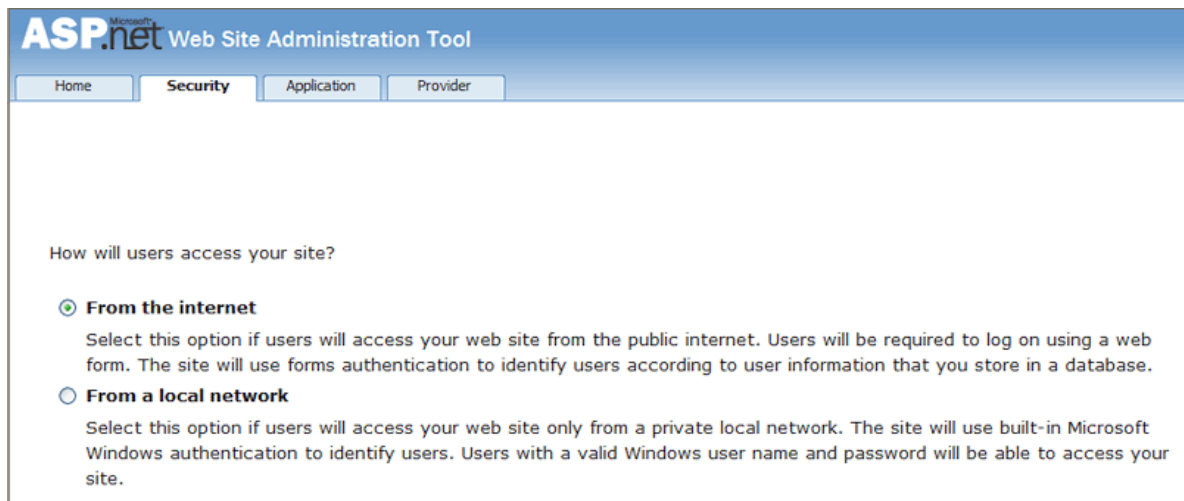 Microsoft
ASP.net Web Site Administration Tool
Home Security Application Provider
How will users access your site?
From the internet
Select this option if users will access your web site from the public internet. Users will be required to log on using a web
form. The site will use forms authentication to identify users according to user information that you store in a database.
From a local network
Select this option if users will access your web site only from a private local network. The site will use built-in Microsoft
Windows authentication to identify users. Users with a valid Windows user name and password will be able to access your
site.